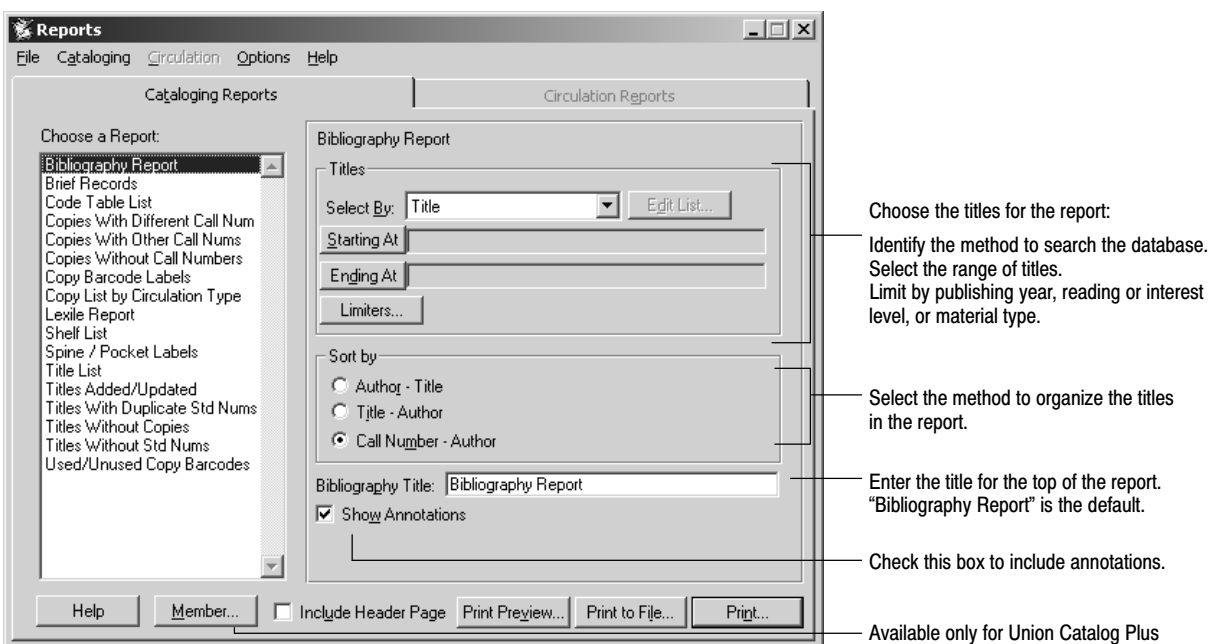 Reports
File Cataloging Circulation Options Help
Cataloging Reports
Circulation Reports
Choose a Report:
Bibliography Report
Brief Records
Code Table List
Copies With Different Call Num
Copies With Other Call Nums
Copies Without Call Numbers
Copy Barcode Labels
Copy List by Circulation Type
Lexile Report
Shelf List
Spine / Pocket Labels
Title List
Titles Added/Updated
Titles With Duplicate Std Nums
Titles Without Copies
Titles Without Std Nums
Used/Unused Copy Barcodes
Bibliography Report
Titles
Select By: Title Edit List...
Starting At
Ending At
Limiters...
Sort by
Author - Title
Title - Author
Call Number - Author
Bibliography Title: Bibliography Report
Show Annotations
Help Member... Include Header Page Print Preview... Print to File... Print...
Choose the titles for the report:
Identify the method to search the database.
Select the range of titles.
Limit by publishing year, reading or interest
level, or material type.
Select the method to organize the titles
in the report.
Enter the title for the top of the report.
“Bibliography Report” is the default.
Check this box to include annotations.
Available only for Union Catalog Plus